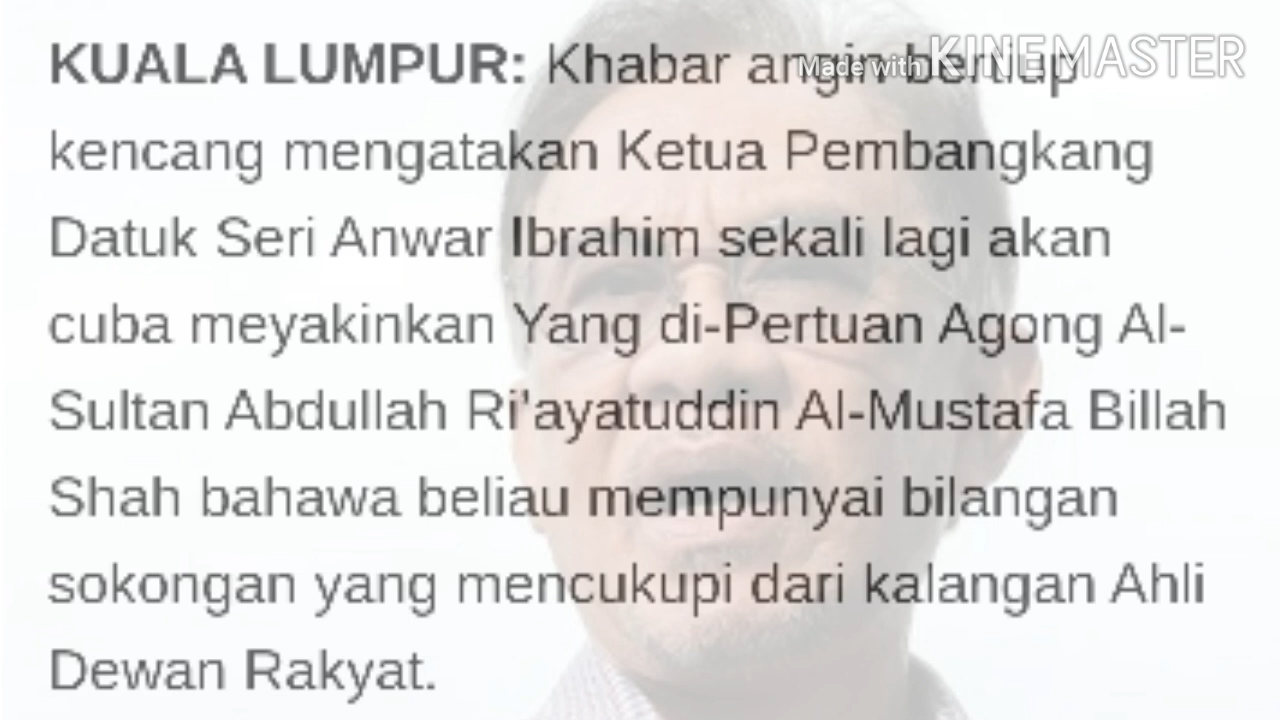 KUALA LUMPUR: Khabar angin bertiup
Made with KINEMASTER
kencang mengatakan Ketua Pembangkang
Datuk Seri Anwar Ibrahim sekali lagi akan
cuba meyakinkan Yang di-Pertuan Agong Al-
Sultan Abdullah Ri'ayatuddin Al-Mustafa Billah
Shah bahawa beliau mempunyai bilangan
sokongan yang mencukupi dari kalangan Ahli
Dewan Rakyat.